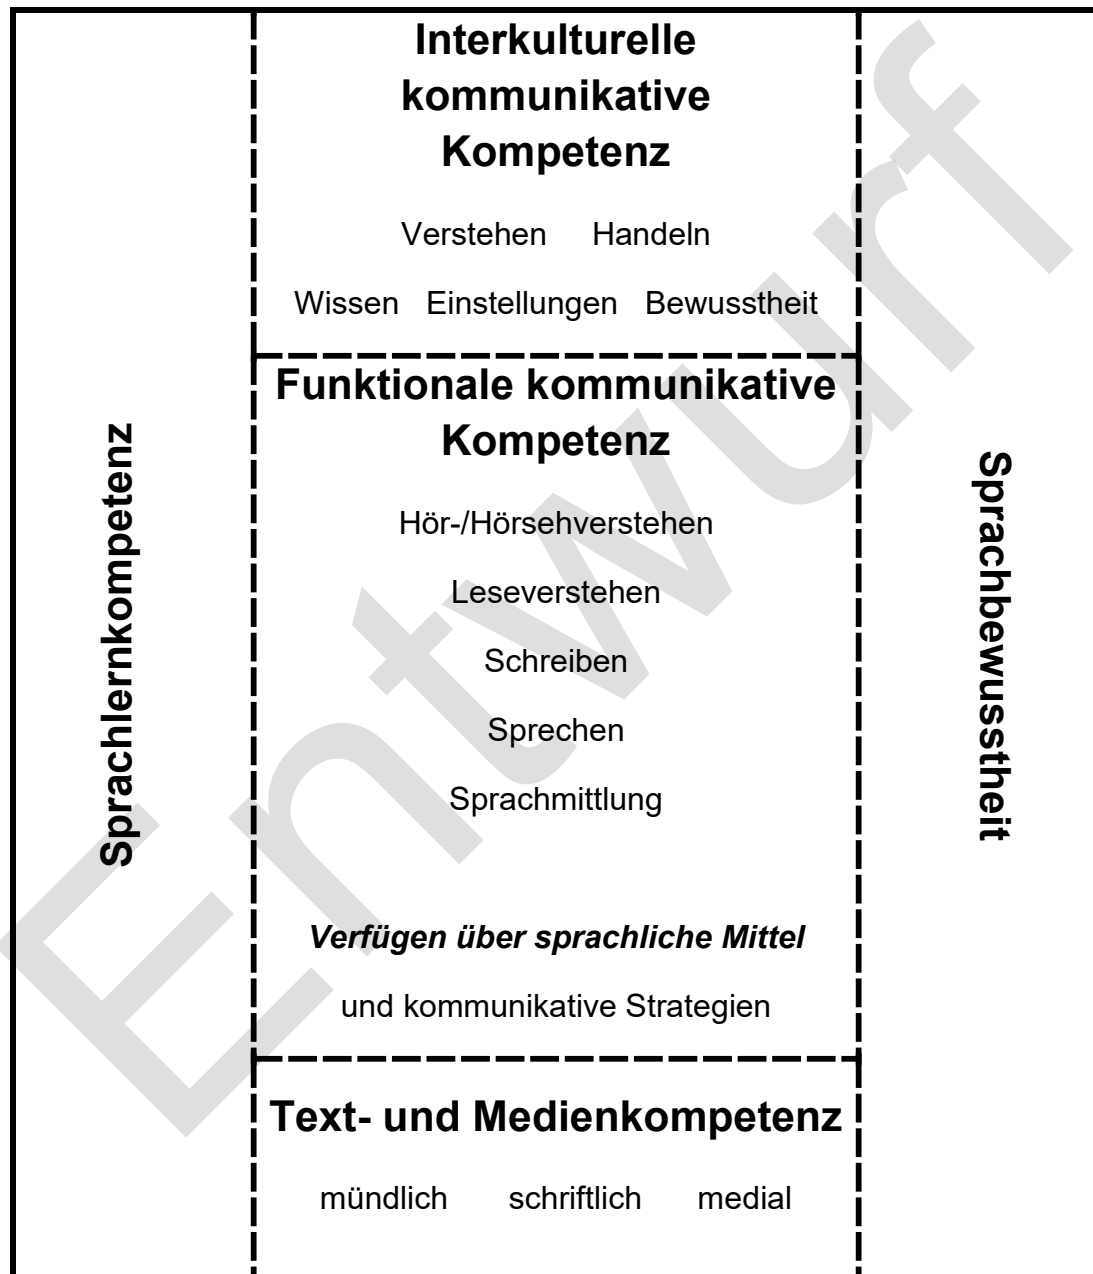 Interkulturelle
kommunikative
Kompetenz
Verstehen Handeln
Wissen Einstellungen Bewusstheit
Funktionale kommunikative
Kompetenz
Hör-/Hörsehverstehen
Leseverstehen
Schreiben
Sprechen
Sprachmittlung
Verfügen über sprachliche Mittel
und kommunikative Strategien
Text- und Medienkompetenz
mündlich schriftlich medial
Sprachlernkompetenz
Sprachbewusstheit
Entwurf